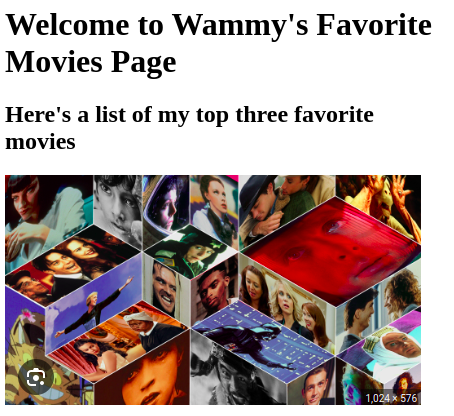 Welcome to Wammy's Favorite
Movies Page
Here's a list of my top three favorite
movies
1,024 × 576